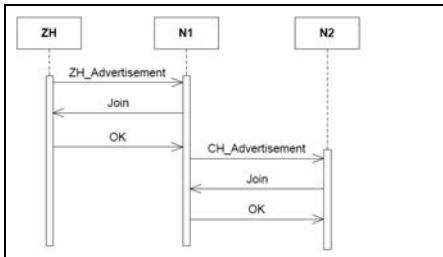 ZH N1 N2
ZH_Advertisement
Join
OK
CH_Advertisement
Join
OK